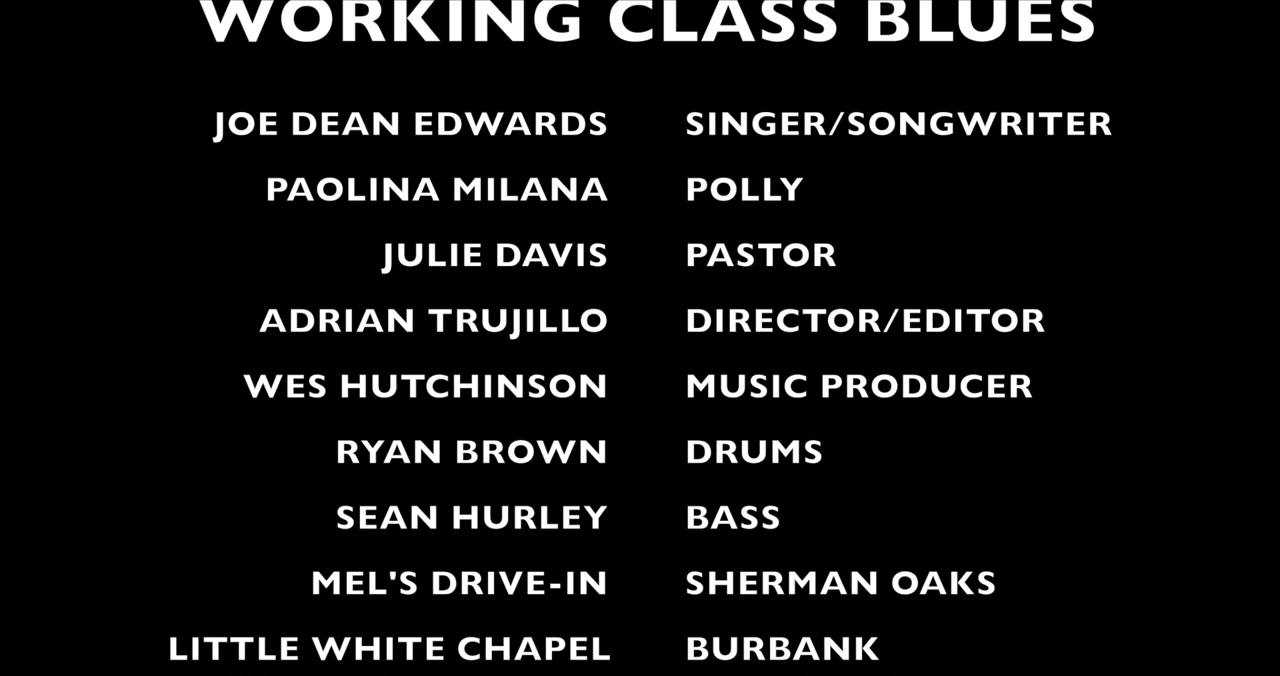 WORKING CLASS BLUES
JOE DEAN EDWARDS SINGER/SONGWRITER
PAOLINA MILANA POLLY
JULIE DAVIS PASTOR
ADRIAN TRUJILLO DIRECTOR/EDITOR
WES HUTCHINSON MUSIC PRODUCER
RYAN BROWN DRUMS
SEAN HURLEY BASS
MEL'S DRIVE-IN SHERMAN OAKS
LITTLE WHITE CHAPEL BURBANK